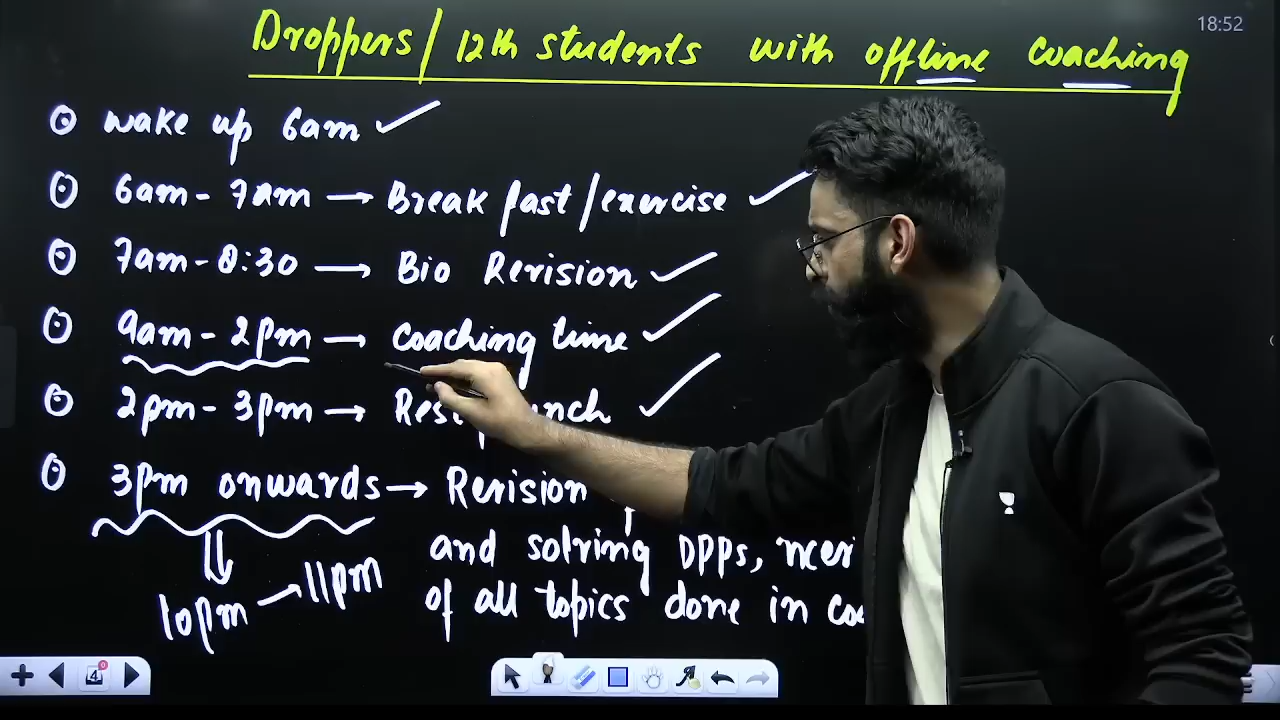 18:52
Droppers / 12th students with offline coaching
wake up 6am
6am - 7am → Breakfast / exercise
7am - 8:30 → Bio Revision
9am - 2pm → coaching time
2pm - 3pm → Rest
3pm onwards → Revision
and solving DPPs,
of all topics done in
10pm → 11pm
4
0